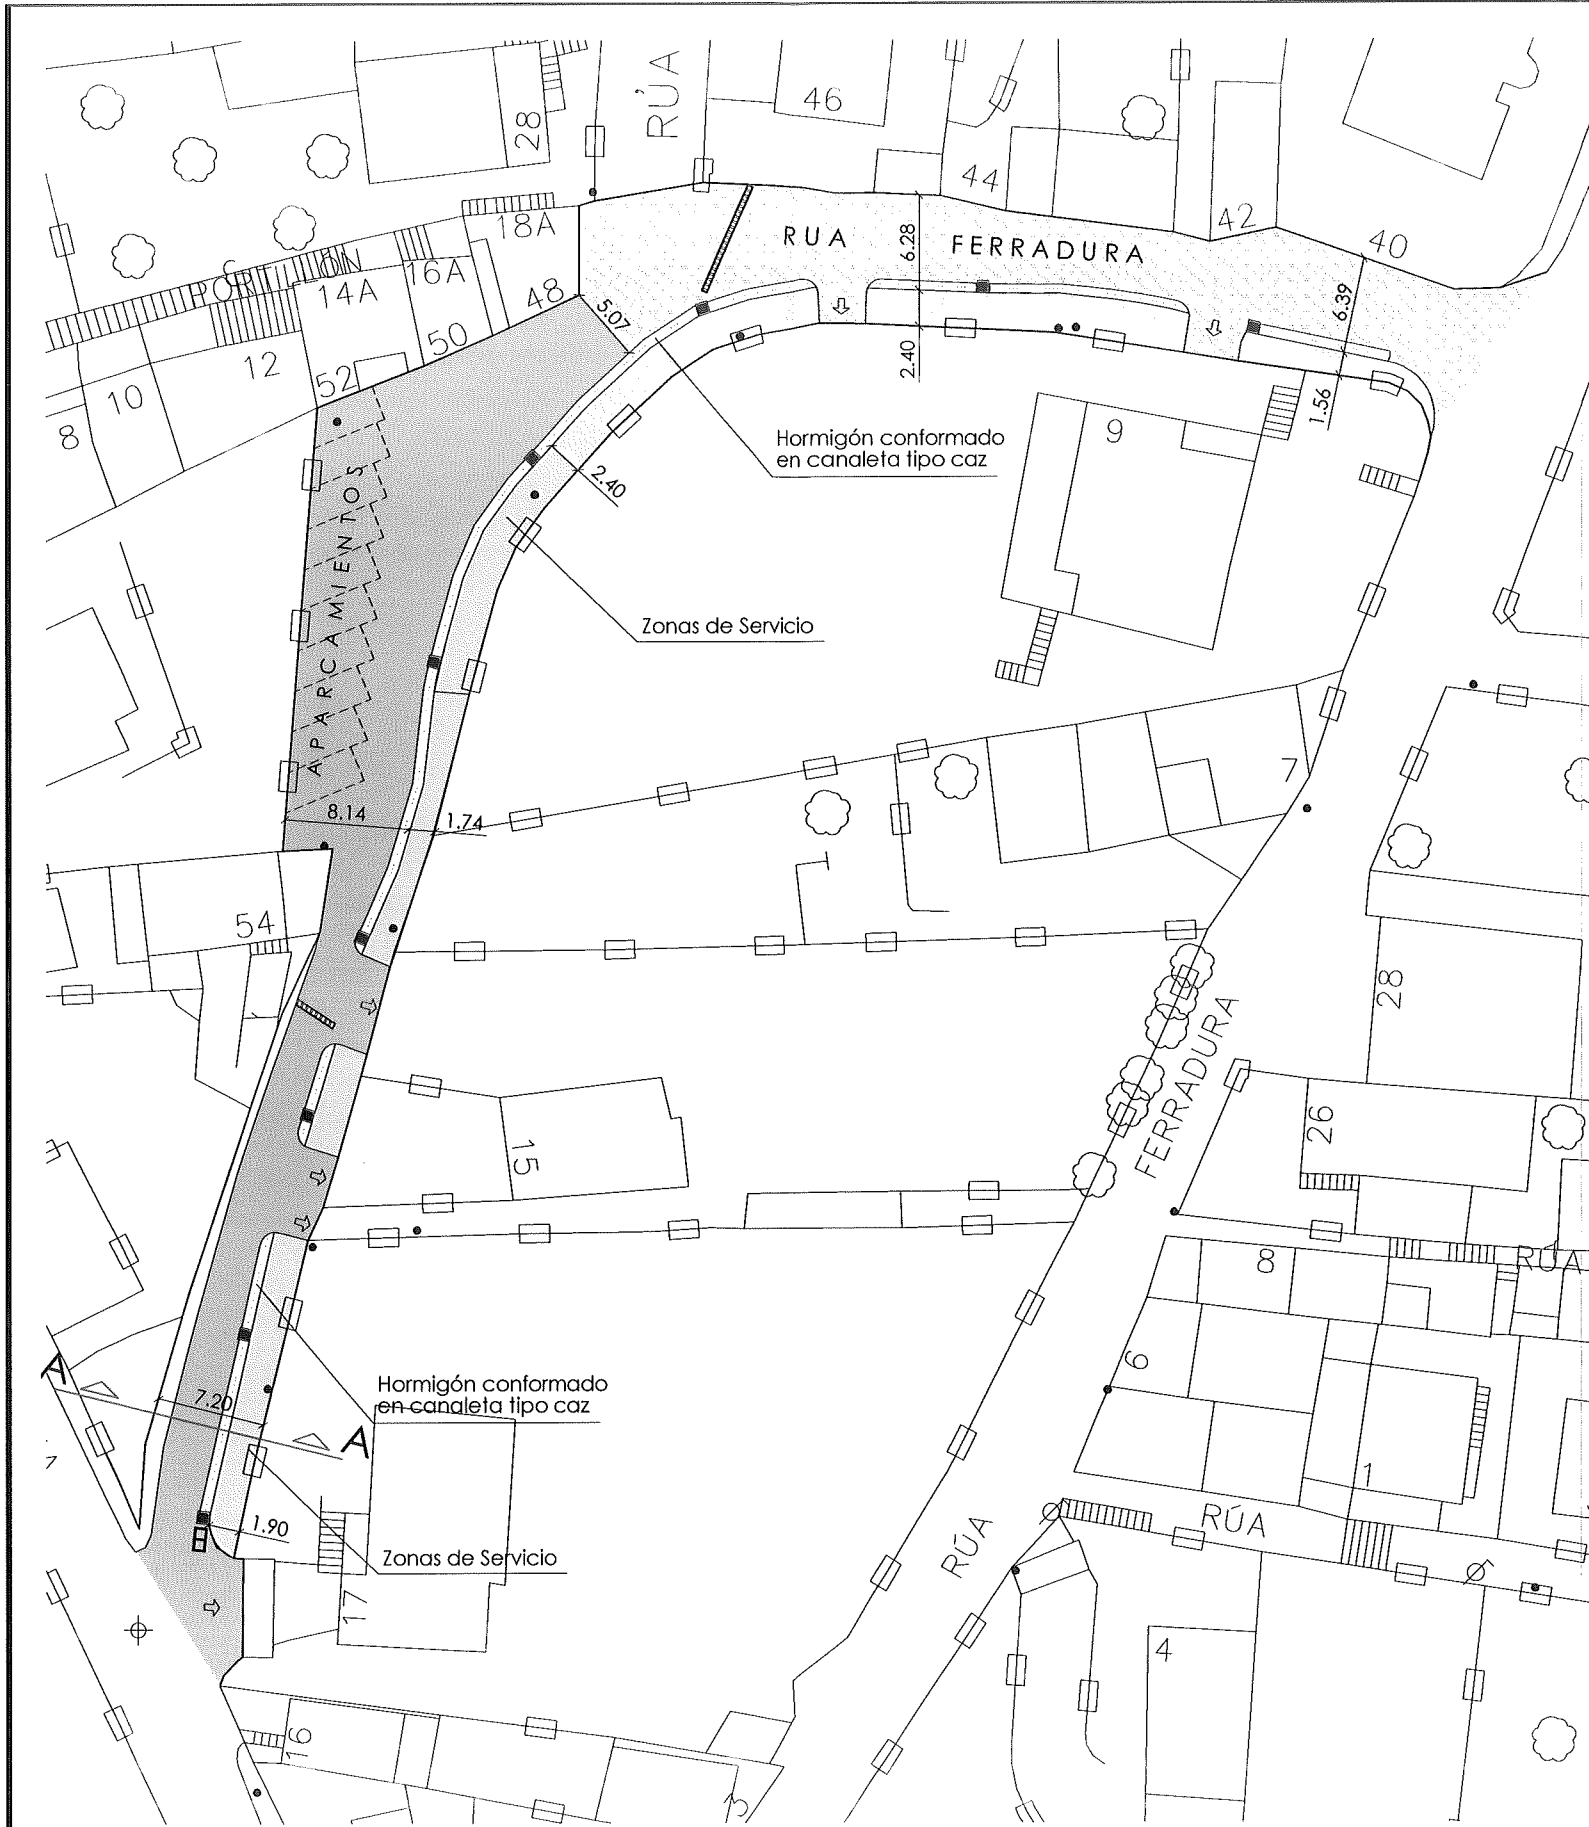 RÚA
46
28
44
42
40
18A
RUA FERRADURA
6.28
PORTILLON
14A
16A
48
50
52
12
10
8
5.07
6.39
2.40
1.56
9
Hormigón conformado
en canaleta tipo caz
2.40
APARCAMIENTOS
Zonas de Servicio
7
8.14
1.74
54
28
FERRADURA
26
15
RÚA
8
6
A
7.20
Hormigón conformado
en canaleta tipo caz
A
1
1.90
RÚA
RÚA
Zonas de Servicio
17
4
16
3